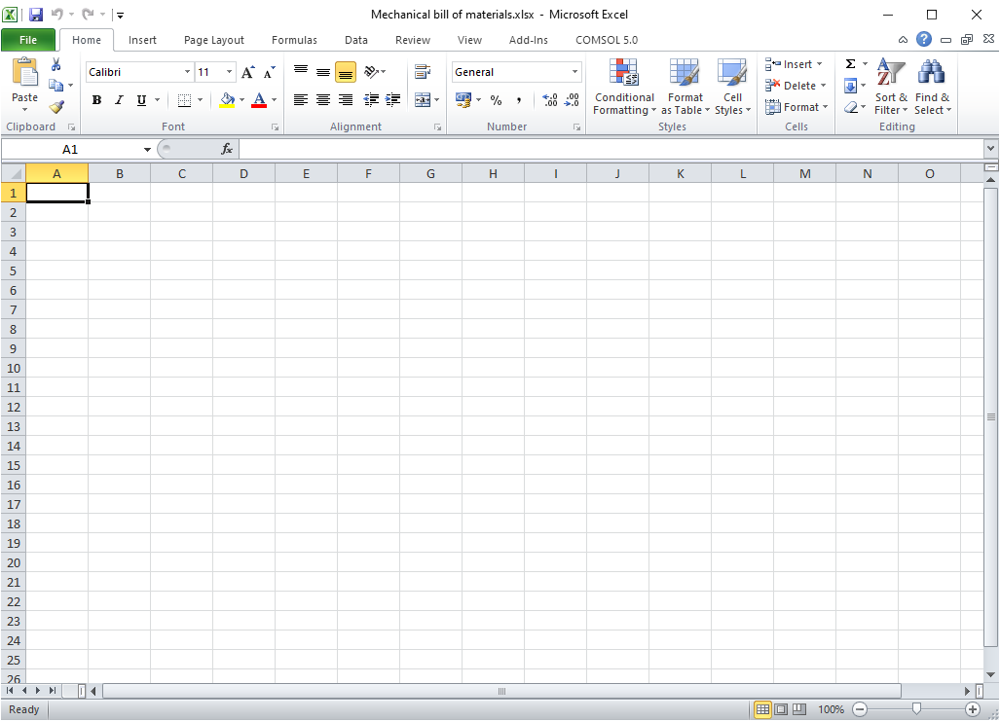 Mechanical bill of materials.xlsx - Microsoft Excel
File Home Insert Page Layout Formulas Data Review View Add-Ins COMSOL 5.0
Calibri 11 General Insert Σ
Paste B I U % , Conditional Formatting Format as Table Cell Styles Delete Sort & Filter Find & Select
Format
Clipboard Font Alignment Number Styles Cells Editing
A1 fx
A B C D E F G H I J K L M N O
1
2
3
4
5
6
7
8
9
10
11
12
13
14
15
16
17
18
19
20
21
22
23
24
25
26
Ready 100%